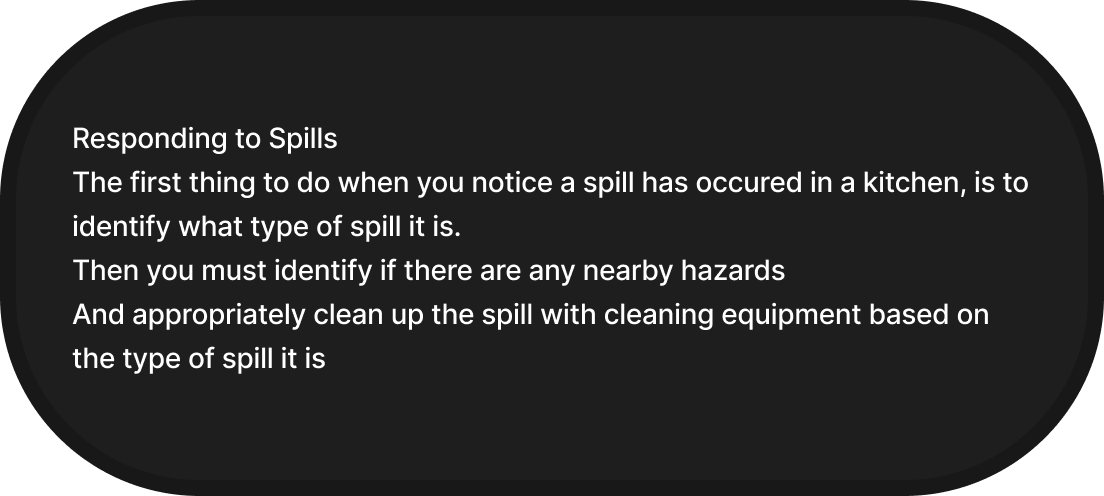 Responding to Spills
The first thing to do when you notice a spill has occured in a kitchen, is to
identify what type of spill it is.
Then you must identify if there are any nearby hazards
And appropriately clean up the spill with cleaning equipment based on
the type of spill it is